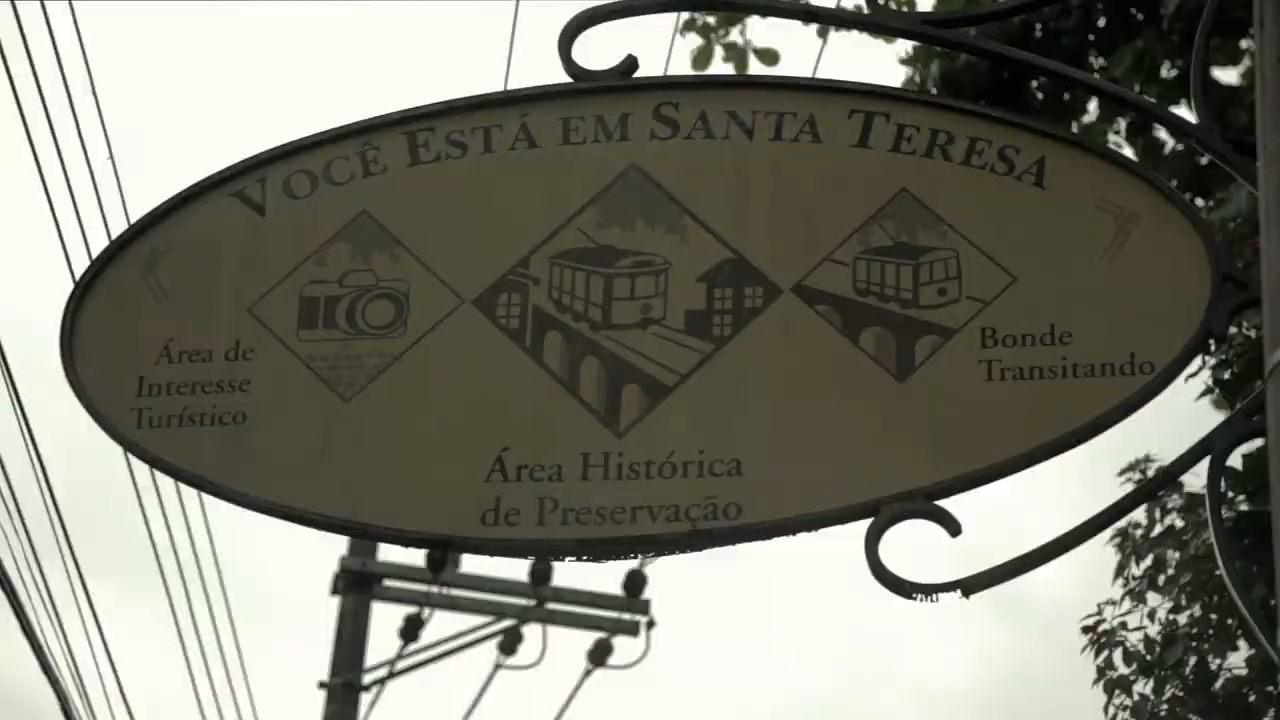 Você Está em Santa Teresa
Área de
Interesse
Turístico
Área Histórica
de Preservação
Bonde
Transitando